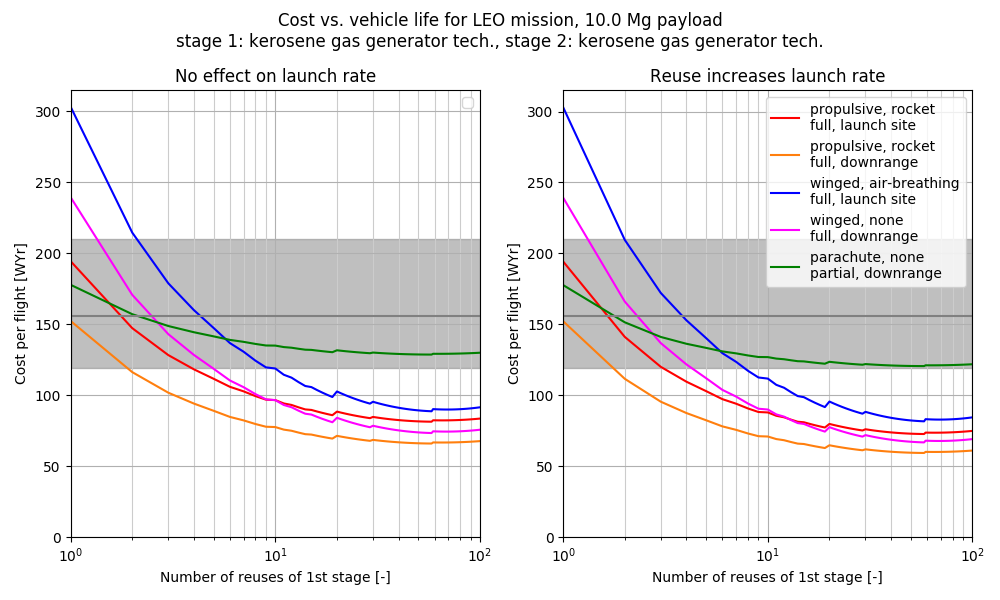 Cost vs. vehicle life for LEO mission, 10.0 Mg payload
stage 1: kerosene gas generator tech., stage 2: kerosene gas generator tech.
No effect on launch rate
300
250
200
150
100
50
0
Cost per flight [WYr]
10⁰
10¹
10²
Number of reuses of 1st stage [-]
Reuse increases launch rate
propulsive, rocket
full, launch site
propulsive, rocket
full, downrange
winged, air-breathing
full, launch site
winged, none
full, downrange
parachute, none
partial, downrange
300
250
200
150
100
50
0
Cost per flight [WYr]
10⁰
10¹
10²
Number of reuses of 1st stage [-]